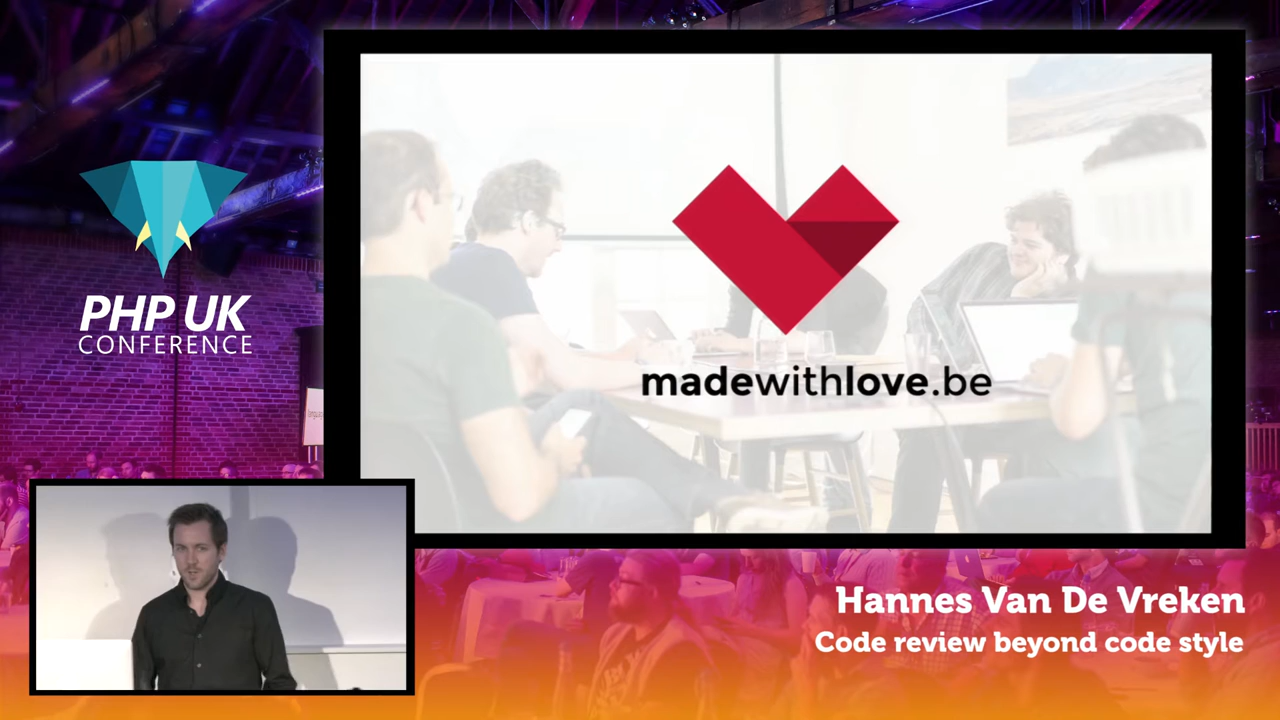 PHP UK
CONFERENCE
madewithlove.be
Hannes Van De Vreken
Code review beyond code style